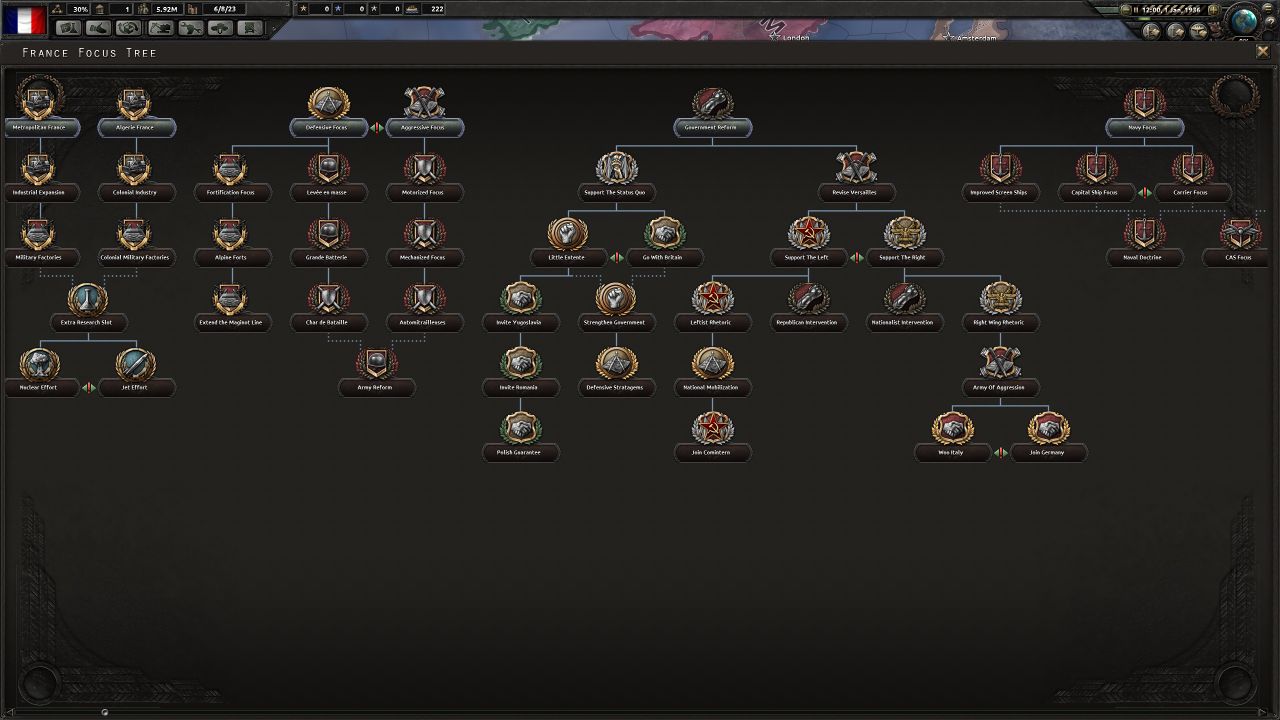 30% 1 5.92M 6/8/23 0 0 0 222
12:00, 1 Jan, 1936
London
Amsterdam
France Focus Tree
Metropolitan France
Algerie France
Defensive Focus
Aggressive Focus
Government Reform
Navy Focus
Industrial Expansion
Colonial Industry
Fortification Focus
Levée en masse
Motorized Focus
Support The Status Quo
Revise Versailles
Improved Screen Ships
Capital Ship Focus
Carrier Focus
Military Factories
Colonial Military Factories
Alpine Forts
Grande Batterie
Mechanized Focus
Little Entente
Go With Britain
Support The Left
Support The Right
Naval Doctrine
CAS Focus
Extra Research Slot
Extend the Maginot Line
Char de Bataille
Automitrailleuses
Invite Yugoslavia
Strengthen Government
Leftist Rhetoric
Republican Intervention
Nationalist Intervention
Right Wing Rhetoric
Nuclear Effort
Jet Effort
Army Reform
Invite Romania
Defensive Stratagems
National Mobilization
Army Of Aggression
Polish Guarantee
Join Comintern
Woo Italy
Join Germany